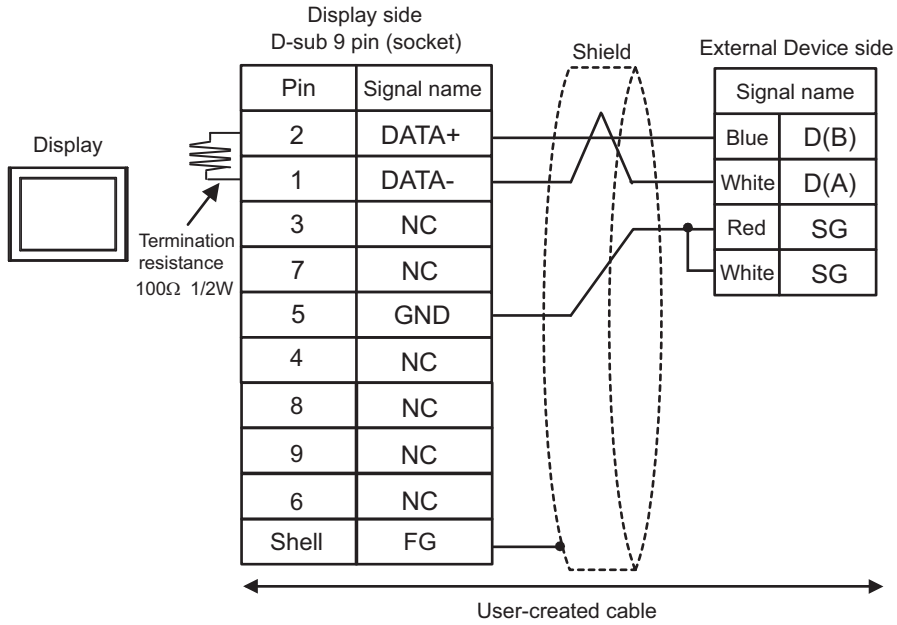 Display side
D-sub 9 pin (socket)
Shield
External Device side
Display
Termination
resistance
100Ω 1/2W
Pin Signal name
2 DATA+
1 DATA-
3 NC
7 NC
5 GND
4 NC
8 NC
9 NC
6 NC
Shell FG
Signal name
Blue D(B)
White D(A)
Red SG
White SG
User-created cable